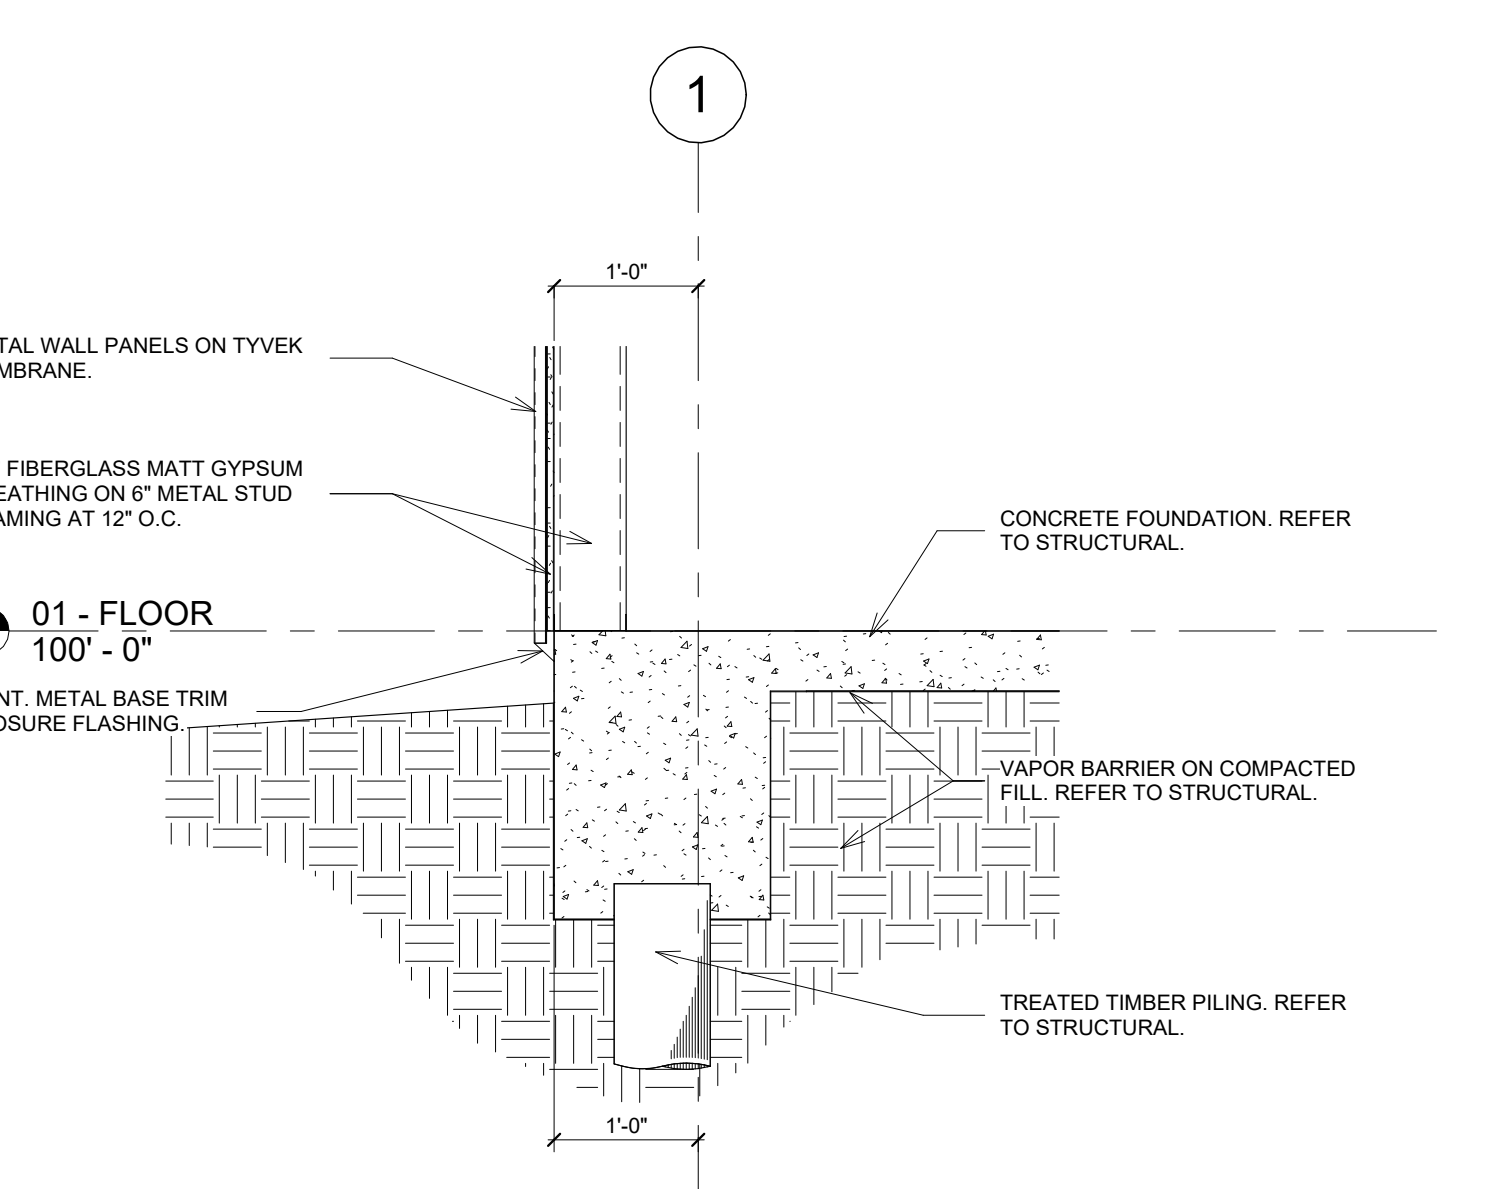 1
1'-0"
TAL WALL PANELS ON TYVEK
MBRANE.
FIBERGLASS MATT GYPSUM
EATHING ON 6" METAL STUD
AMING AT 12" O.C.
CONCRETE FOUNDATION. REFER
TO STRUCTURAL.
01 - FLOOR
100' - 0"
NT. METAL BASE TRIM
OSURE FLASHING.
VAPOR BARRIER ON COMPACTED
FILL. REFER TO STRUCTURAL.
TREATED TIMBER PILING. REFER
TO STRUCTURAL.
1'-0"